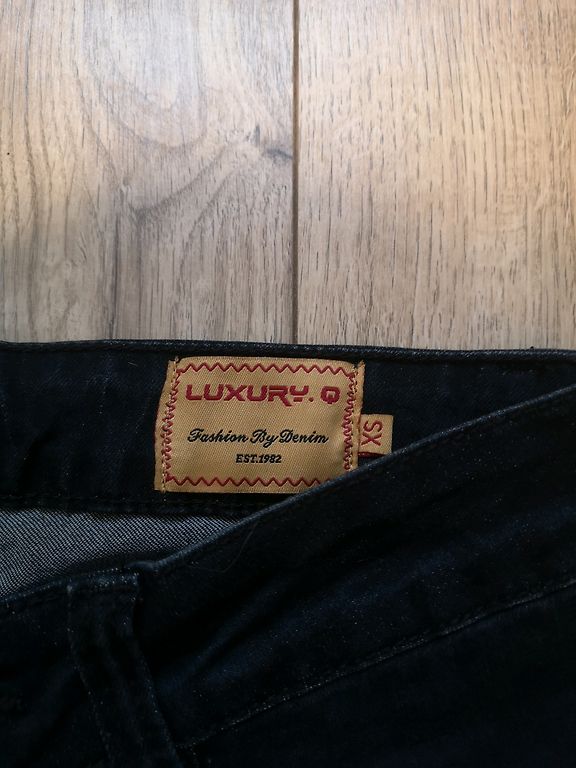 LUXURY. Q
Fashion By Denim
EST.1982
XS